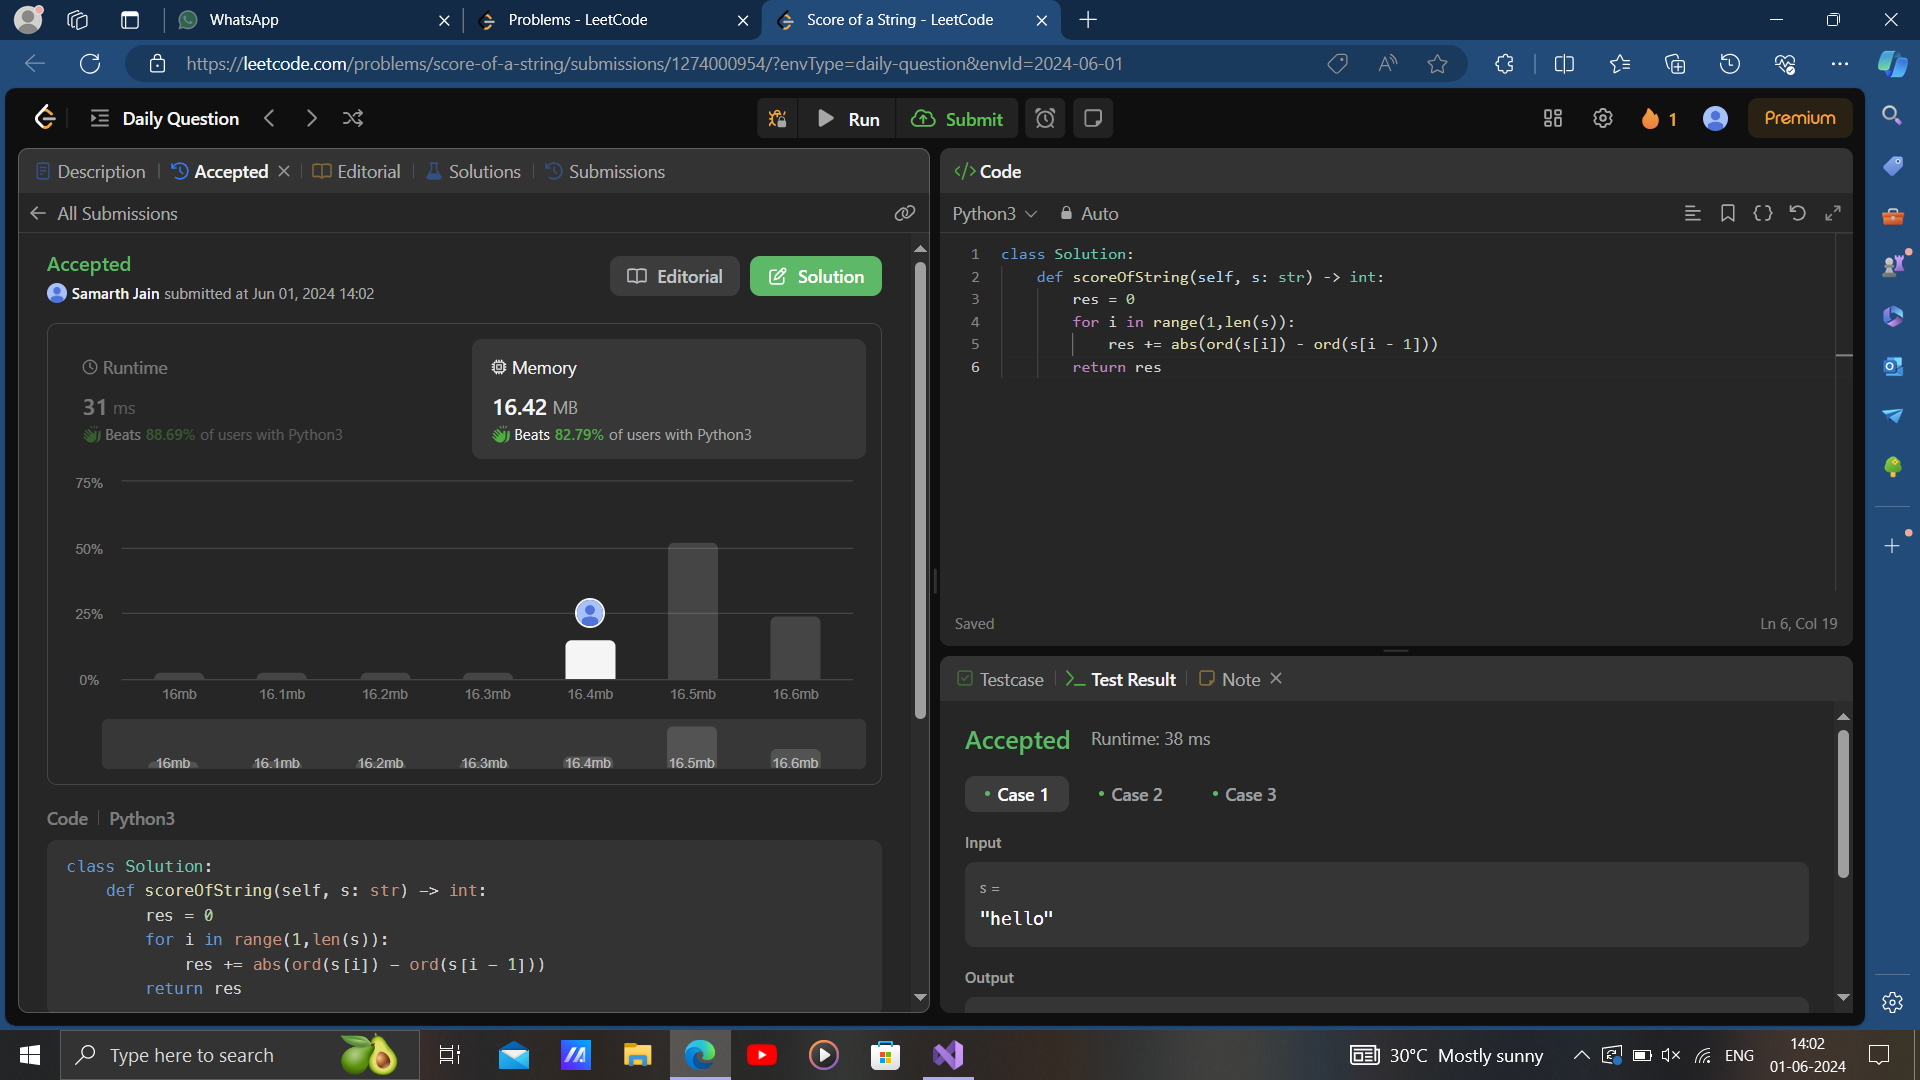 WhatsApp
Problems - LeetCode
Score of a String - LeetCode
https://leetcode.com/problems/score-of-a-string/submissions/1274000954/?envType=daily-question&envId=2024-06-01
Daily Question
Run
Submit
1
Premium
Description
Accepted
Editorial
Solutions
Submissions
All Submissions
Accepted
Samarth Jain submitted at Jun 01, 2024 14:02
Editorial
Solution
Runtime
31 ms
Beats 88.69% of users with Python3
Memory
16.42 MB
Beats 82.79% of users with Python3
75%
50%
25%
0%
16mb 16.1mb 16.2mb 16.3mb 16.4mb 16.5mb 16.6mb
16mb 16.1mb 16.2mb 16.3mb 16.4mb 16.5mb 16.6mb
Code | Python3
class Solution:
    def scoreOfString(self, s: str) -> int:
        res = 0
        for i in range(1,len(s)):
            res += abs(ord(s[i]) - ord(s[i - 1]))
        return res
</> Code
Python3
Auto
1 class Solution:
2     def scoreOfString(self, s: str) -> int:
3         res = 0
4         for i in range(1,len(s)):
5             res += abs(ord(s[i]) - ord(s[i - 1]))
6         return res
Saved
Ln 6, Col 19
Testcase
Test Result
Note
Accepted Runtime: 38 ms
Case 1
Case 2
Case 3
Input
s =
"hello"
Output
Type here to search
30°C Mostly sunny
ENG
14:02
01-06-2024